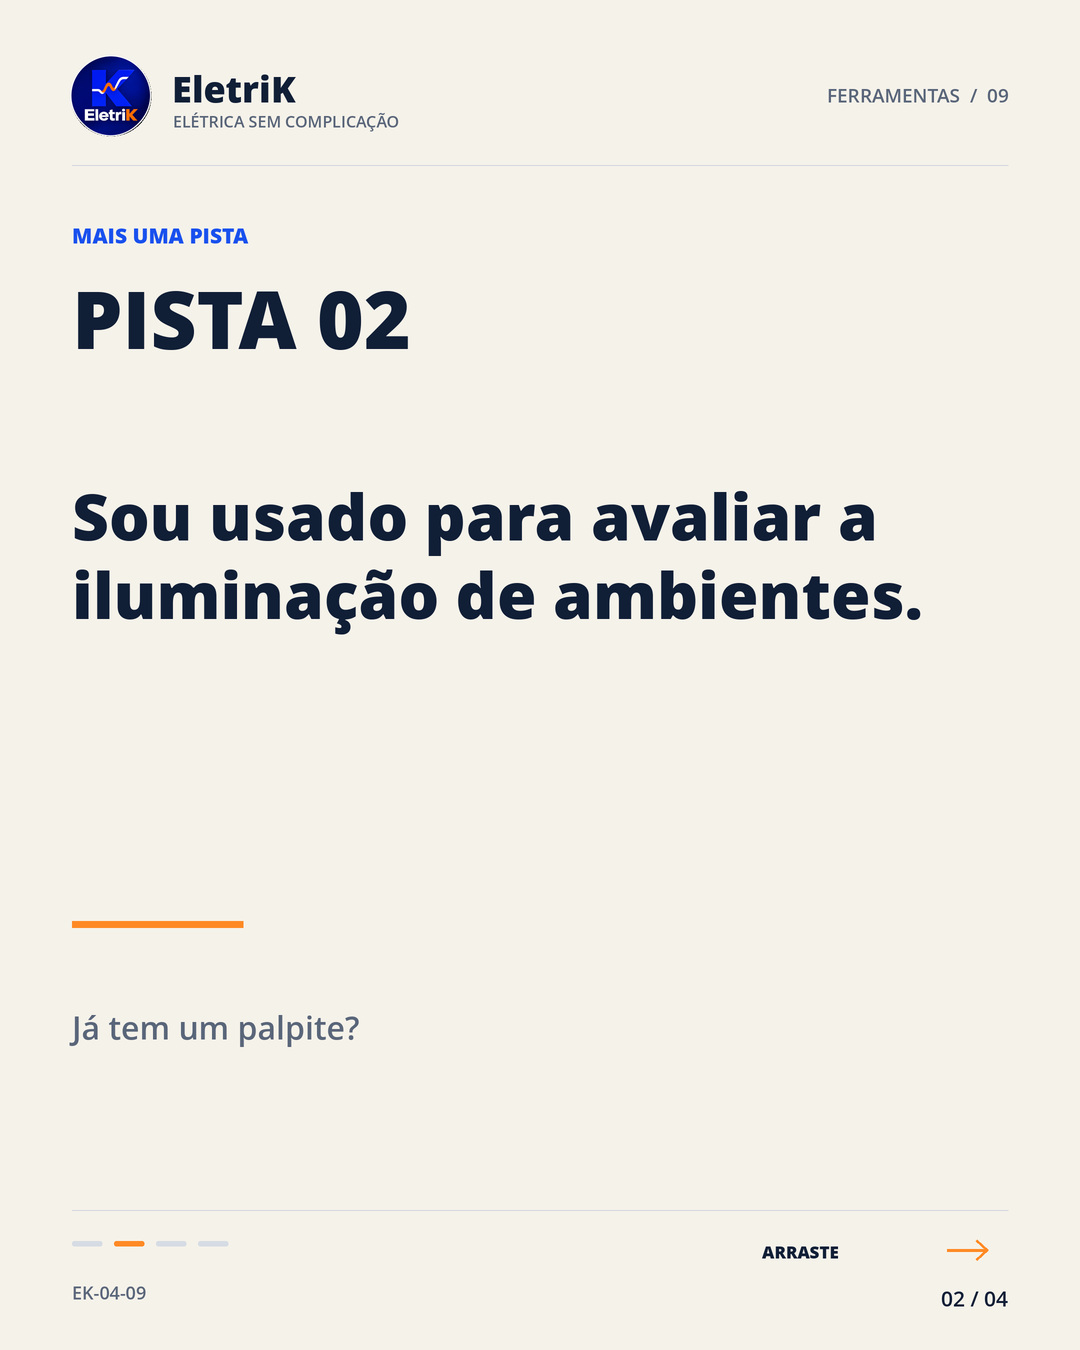 EletriK
EletriK
ELÉTRICA SEM COMPLICAÇÃO
FERRAMENTAS / 09
MAIS UMA PISTA
PISTA 02
Sou usado para avaliar a
iluminação de ambientes.
Já tem um palpite?
ARRASTE
EK-04-09
02 / 04